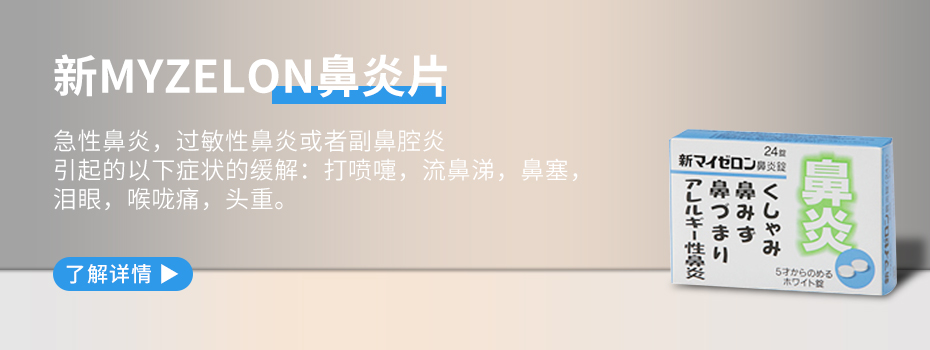 新MYZELON鼻炎片
急性鼻炎，过敏性鼻炎或者副鼻腔炎
引起的以下症状的缓解：打喷嚏，流鼻涕，鼻塞，
泪眼，喉咙痛，头重。
了解详情 ▶
24錠
新マイゼロン鼻炎錠
鼻炎
くしゃみ
鼻みず
鼻づまり
アレルギー性鼻炎
5才からのめる
ホワイト錠